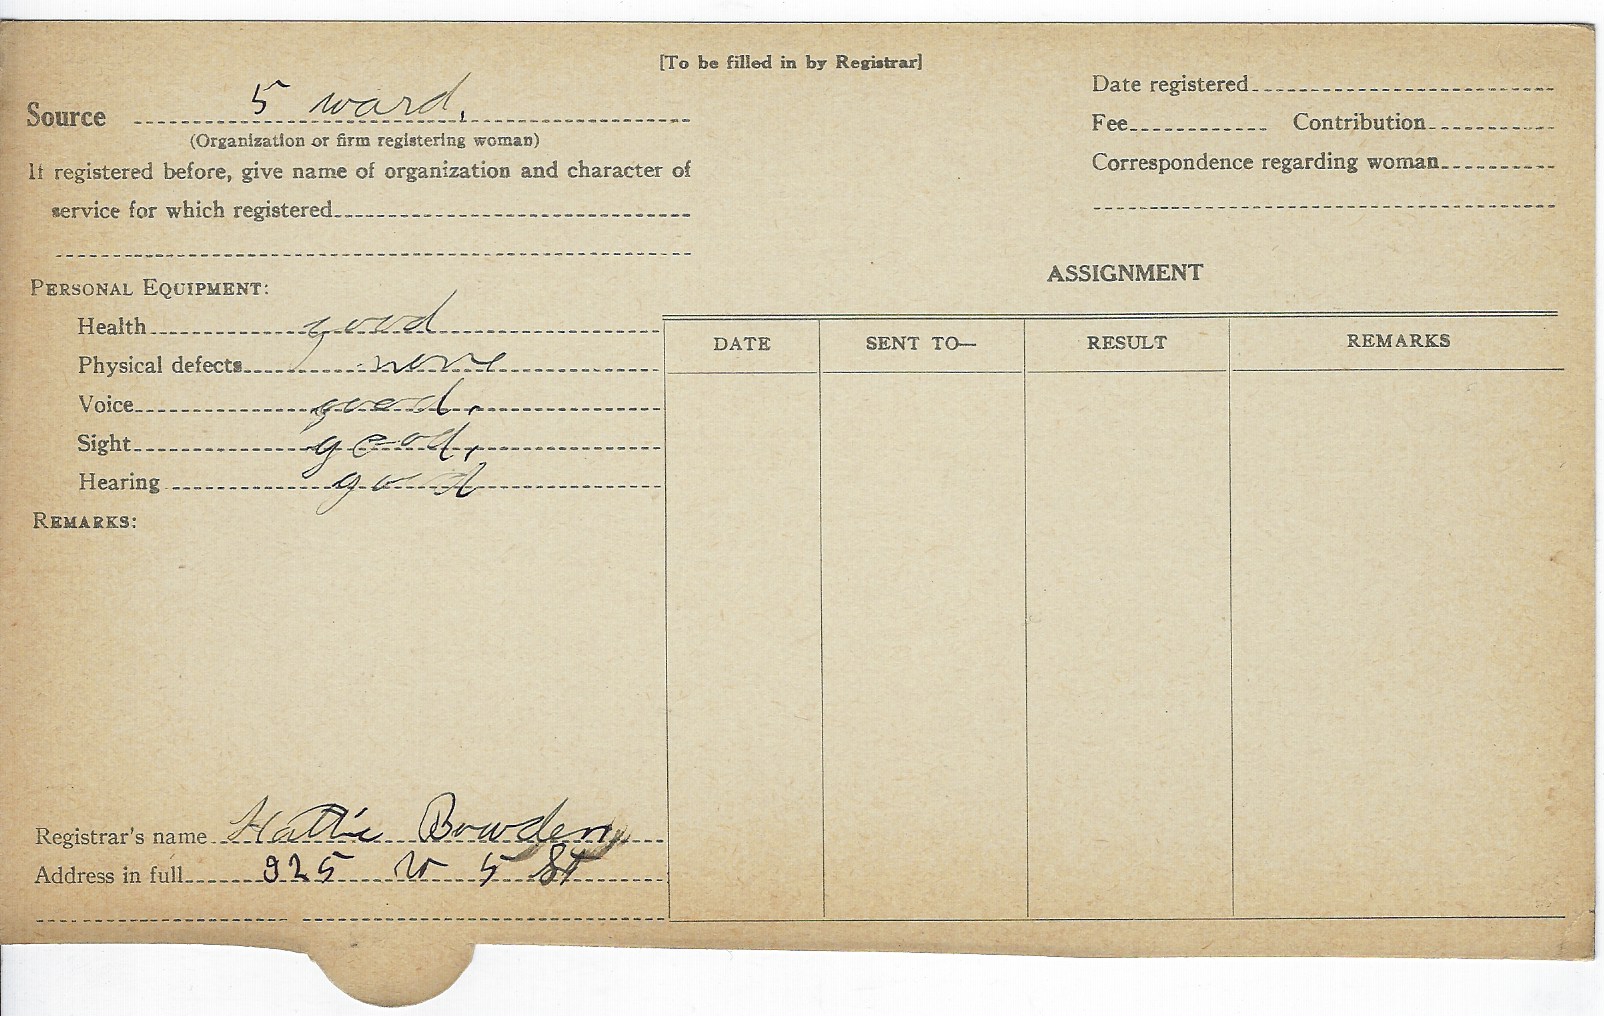 [To be filled in by Registrar]
Source 5 ward.
(Organization or firm registering woman)
If registered before, give name of organization and character of
service for which registered
PERSONAL EQUIPMENT:
Health good
Physical defects none
Voice good.
Sight good.
Hearing good
REMARKS:
Registrar's name Hattie Bowden
Address in full 925 W 5 St
Date registered
Fee Contribution
Correspondence regarding woman
ASSIGNMENT
DATE SENT TO— RESULT REMARKS